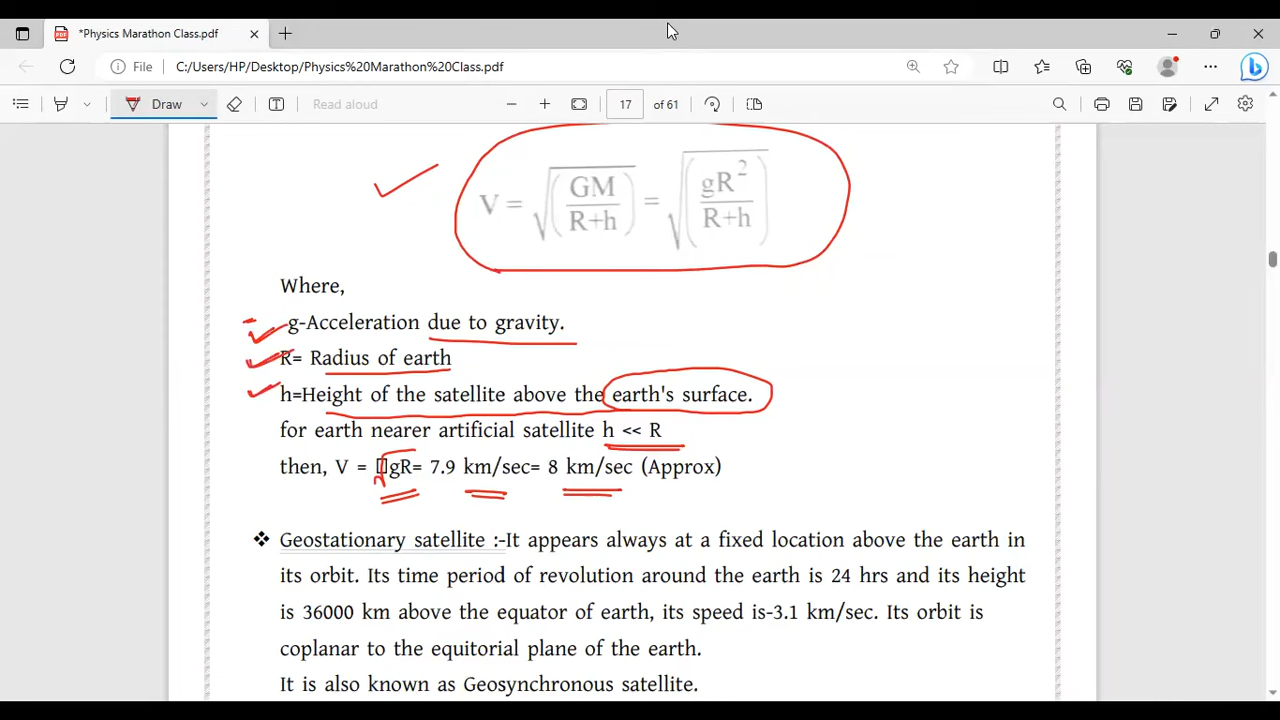 *Physics Marathon Class.pdf
File C:/Users/HP/Desktop/Physics%20Marathon%20Class.pdf
Draw Read aloud 17 of 61
V = √(GM/R+h) = √(gR²/R+h)
Where,
g-Acceleration due to gravity.
R= Radius of earth
h=Height of the satellite above the earth's surface.
for earth nearer artificial satellite h << R
then, V = √gR= 7.9 km/sec= 8 km/sec (Approx)
❖ Geostationary satellite :-It appears always at a fixed location above the earth in
its orbit. Its time period of revolution around the earth is 24 hrs and its height
is 36000 km above the equator of earth, its speed is-3.1 km/sec. Its orbit is
coplanar to the equitorial plane of the earth.
It is also known as Geosynchronous satellite.